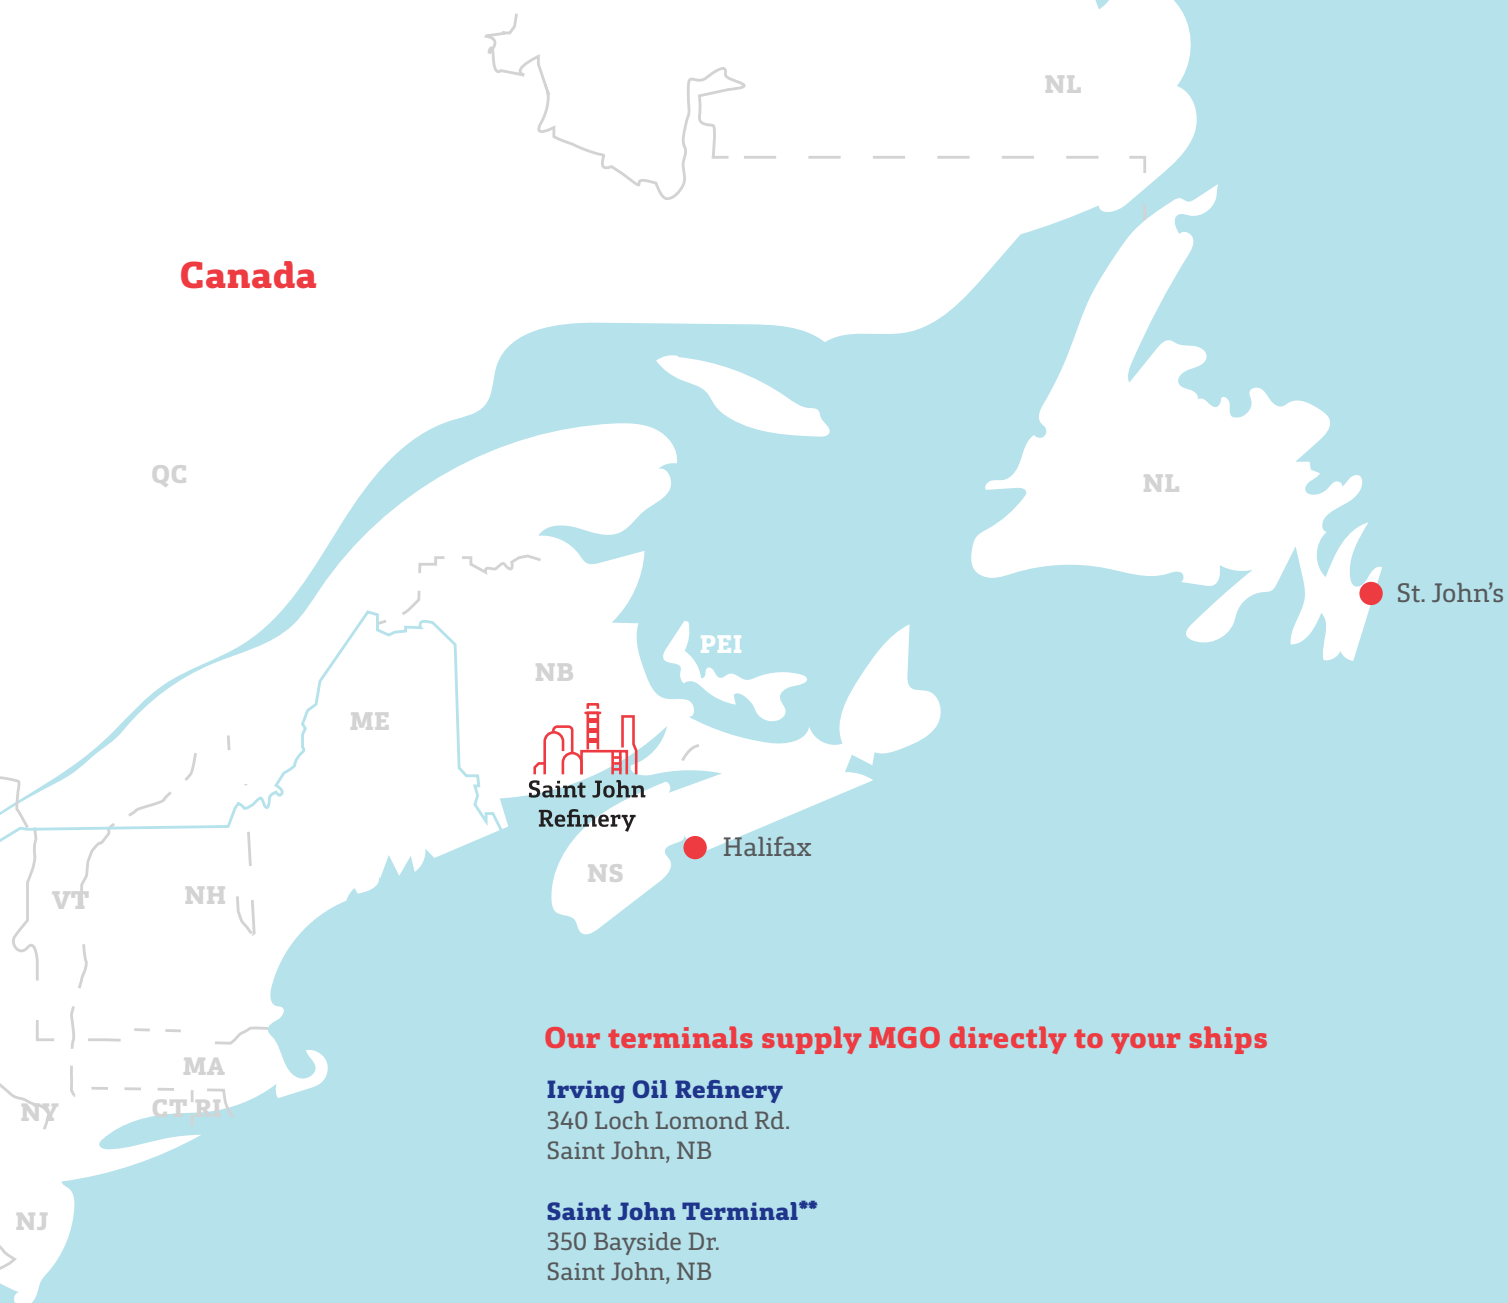 NL
Canada
QC
NL
St. John's
PEI
NB
ME
Saint John
Refinery
Halifax
NS
VT
NH
Our terminals supply MGO directly to your ships
MA
Irving Oil Refinery
NY
CT RI
340 Loch Lomond Rd.
Saint John, NB
Saint John Terminal**
NJ
350 Bayside Dr.
Saint John, NB